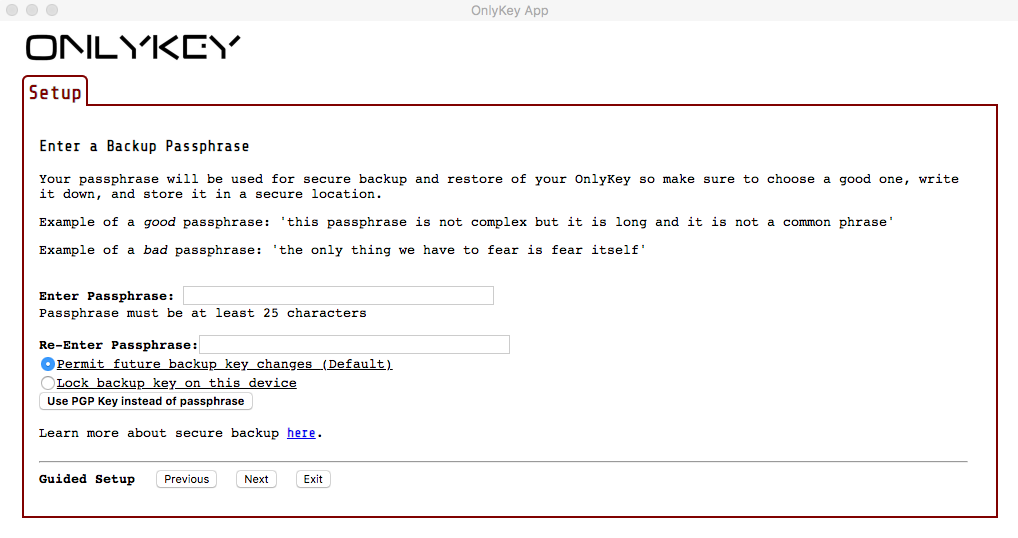 OnlyKey App
ONLYKEY
Setup
Enter a Backup Passphrase
Your passphrase will be used for secure backup and restore of your OnlyKey so make sure to choose a good one, write
it down, and store it in a secure location.
Example of a good passphrase: 'this passphrase is not complex but it is long and it is not a common phrase'
Example of a bad passphrase: 'the only thing we have to fear is fear itself'
Enter Passphrase:
Passphrase must be at least 25 characters
Re-Enter Passphrase:
Permit future backup key changes (Default)
Lock backup key on this device
Use PGP Key instead of passphrase
Learn more about secure backup here.
Guided Setup Previous Next Exit